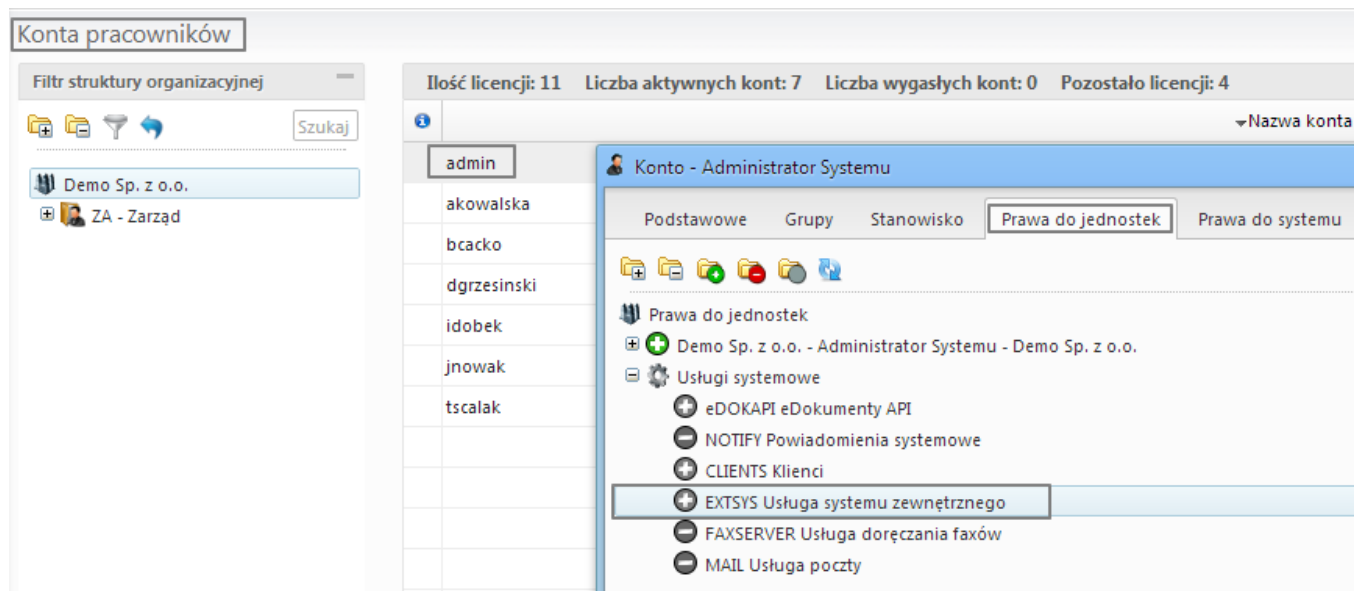 Konta pracowników
Filtr struktury organizacyjnej
Szukaj
Demo Sp. z o.o.
ZA - Zarząd
Ilość licencji: 11 Liczba aktywnych kont: 7 Liczba wygasłych kont: 0 Pozostało licencji: 4
Nazwa konta
admin
akowalska
bcacko
dgrzesinski
idobek
jnowak
tscalak
Konto - Administrator Systemu
Podstawowe Grupy Stanowisko Prawa do jednostek Prawa do systemu
Prawa do jednostek
Demo Sp. z o.o. - Administrator Systemu - Demo Sp. z o.o.
Usługi systemowe
eDOKAPI eDokumenty API
NOTIFY Powiadomienia systemowe
CLIENTS Klienci
EXTSYS Usługa systemu zewnętrznego
FAXSERVER Usługa doręczania faxów
MAIL Usługa poczty